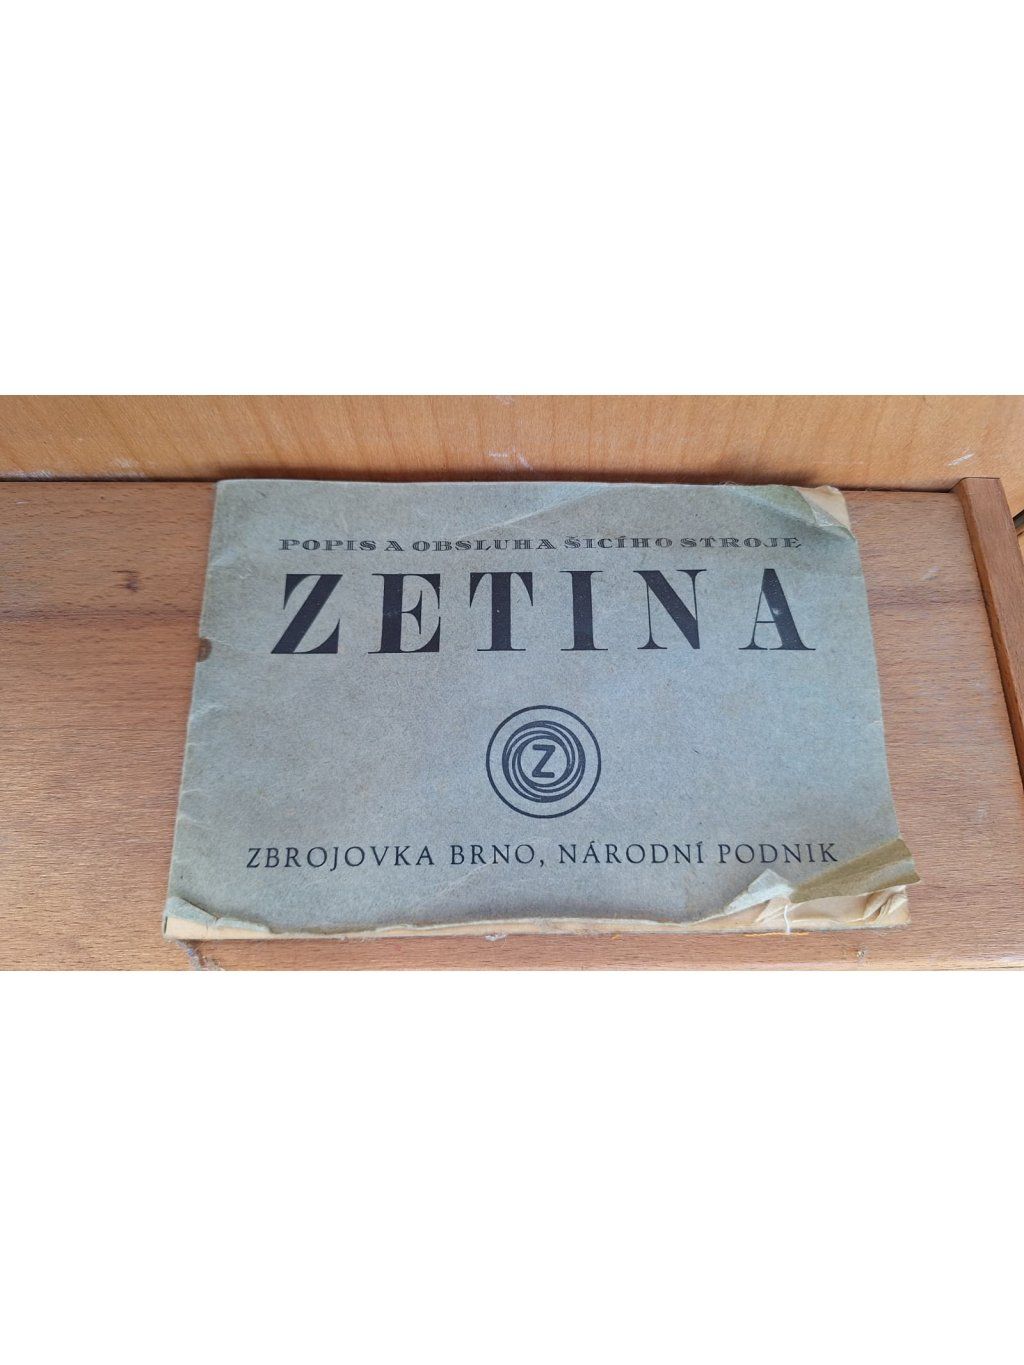 POPIS A OBSLUHA ŠICÍHO STROJE
ZETINA
Z
ZBROJOVKA BRNO, NÁRODNÍ PODNIK